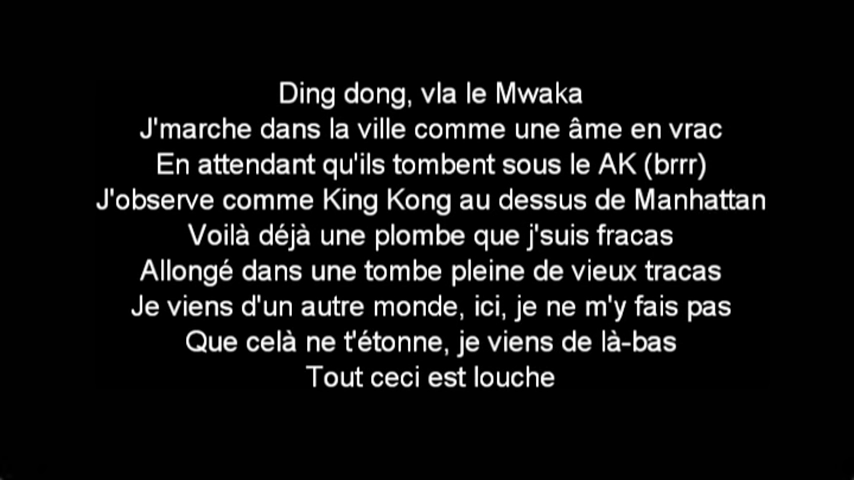 Ding dong, vla le Mwaka
J'marche dans la ville comme une âme en vrac
En attendant qu'ils tombent sous le AK (brrr)
J'observe comme King Kong au dessus de Manhattan
Voilà déjà une plombe que j'suis fracas
Allongé dans une tombe pleine de vieux tracas
Je viens d'un autre monde, ici, je ne m'y fais pas
Que celà ne t'étonne, je viens de là-bas
Tout ceci est louche